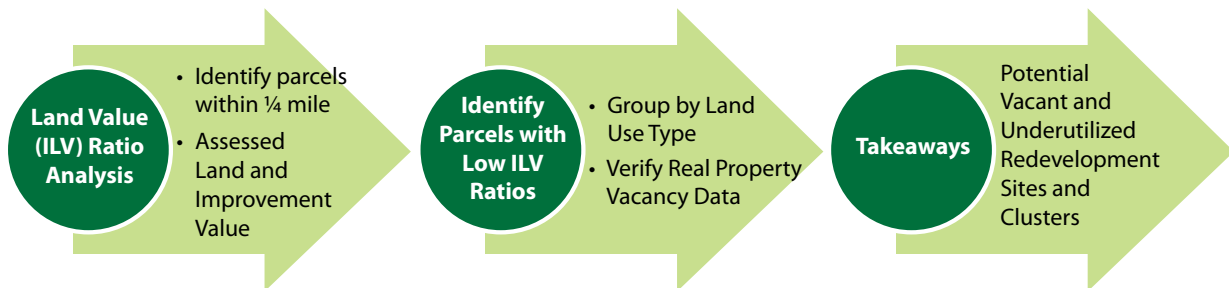 Land Value
(ILV) Ratio
Analysis
• Identify parcels
within ¼ mile
• Assessed
Land and
Improvement
Value
Identify
Parcels with
Low ILV
Ratios
• Group by Land
Use Type
• Verify Real Property
Vacancy Data
Takeaways
Potential
Vacant and
Underutilized
Redevelopment
Sites and
Clusters